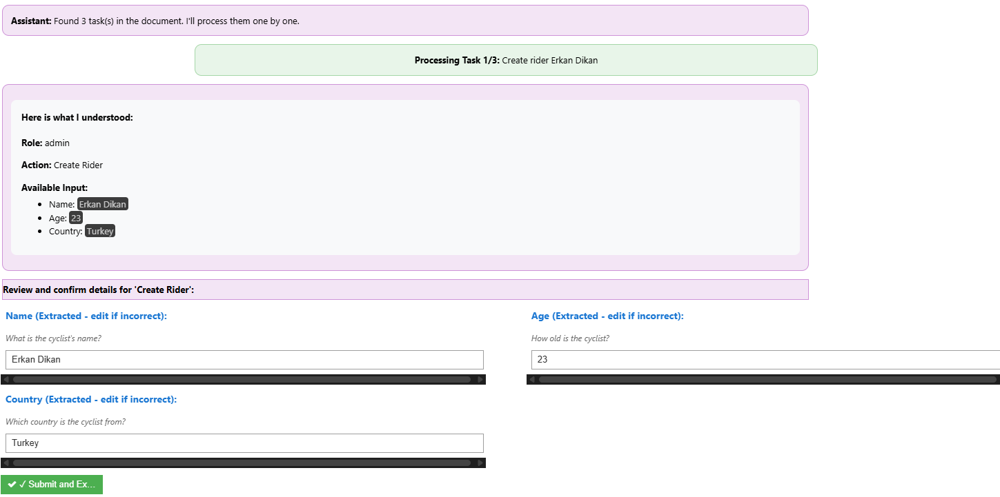 Assistant: Found 3 task(s) in the document. I'll process them one by one.
Processing Task 1/3: Create rider Erkan Dikan
Here is what I understood:
Role: admin
Action: Create Rider
Available Input:
• Name: Erkan Dikan
• Age: 23
• Country: Turkey
Review and confirm details for 'Create Rider':
Name (Extracted - edit if incorrect):
What is the cyclist's name?
Erkan Dikan
Age (Extracted - edit if incorrect):
How old is the cyclist?
23
Country (Extracted - edit if incorrect):
Which country is the cyclist from?
Turkey
✔ ✓ Submit and Ex...